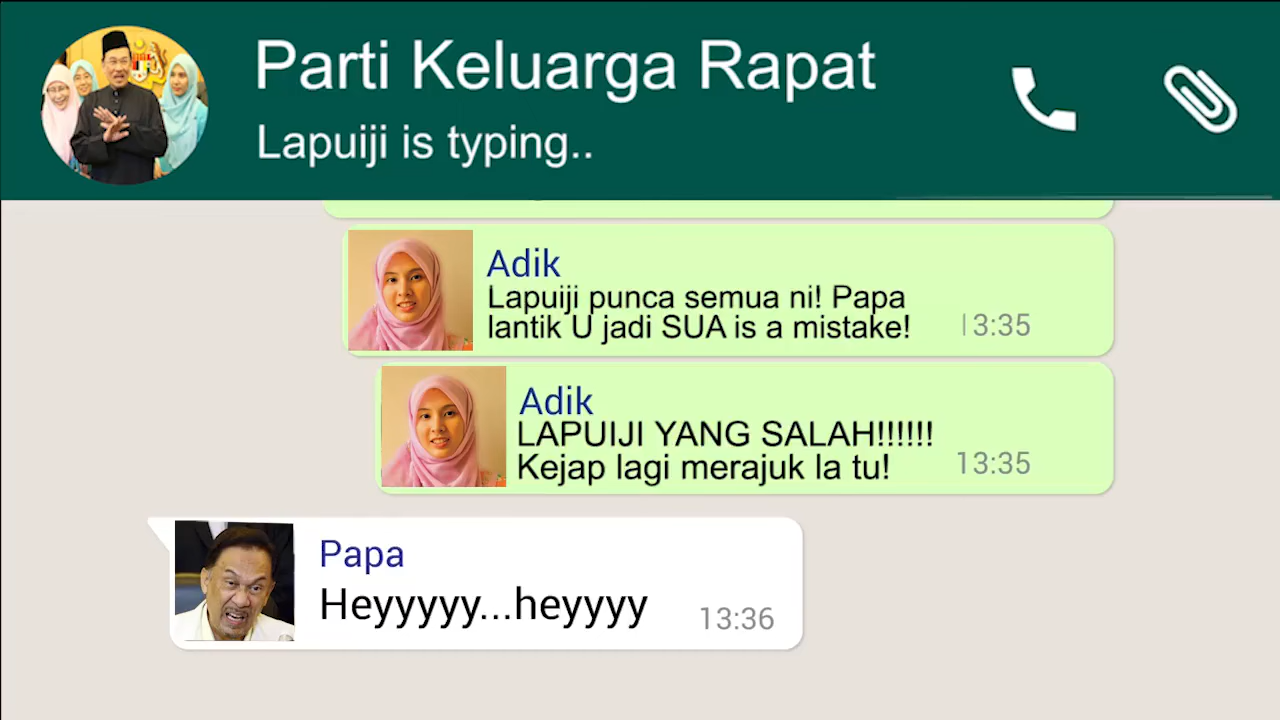 Parti Keluarga Rapat
Lapuiji is typing..
Adik
Lapuiji punca semua ni! Papa
lantik U jadi SUA is a mistake!
13:35
Adik
LAPUIJI YANG SALAH!!!!!!
Kejap lagi merajuk la tu!
13:35
Papa
Heyyyyy...heyyyy
13:36